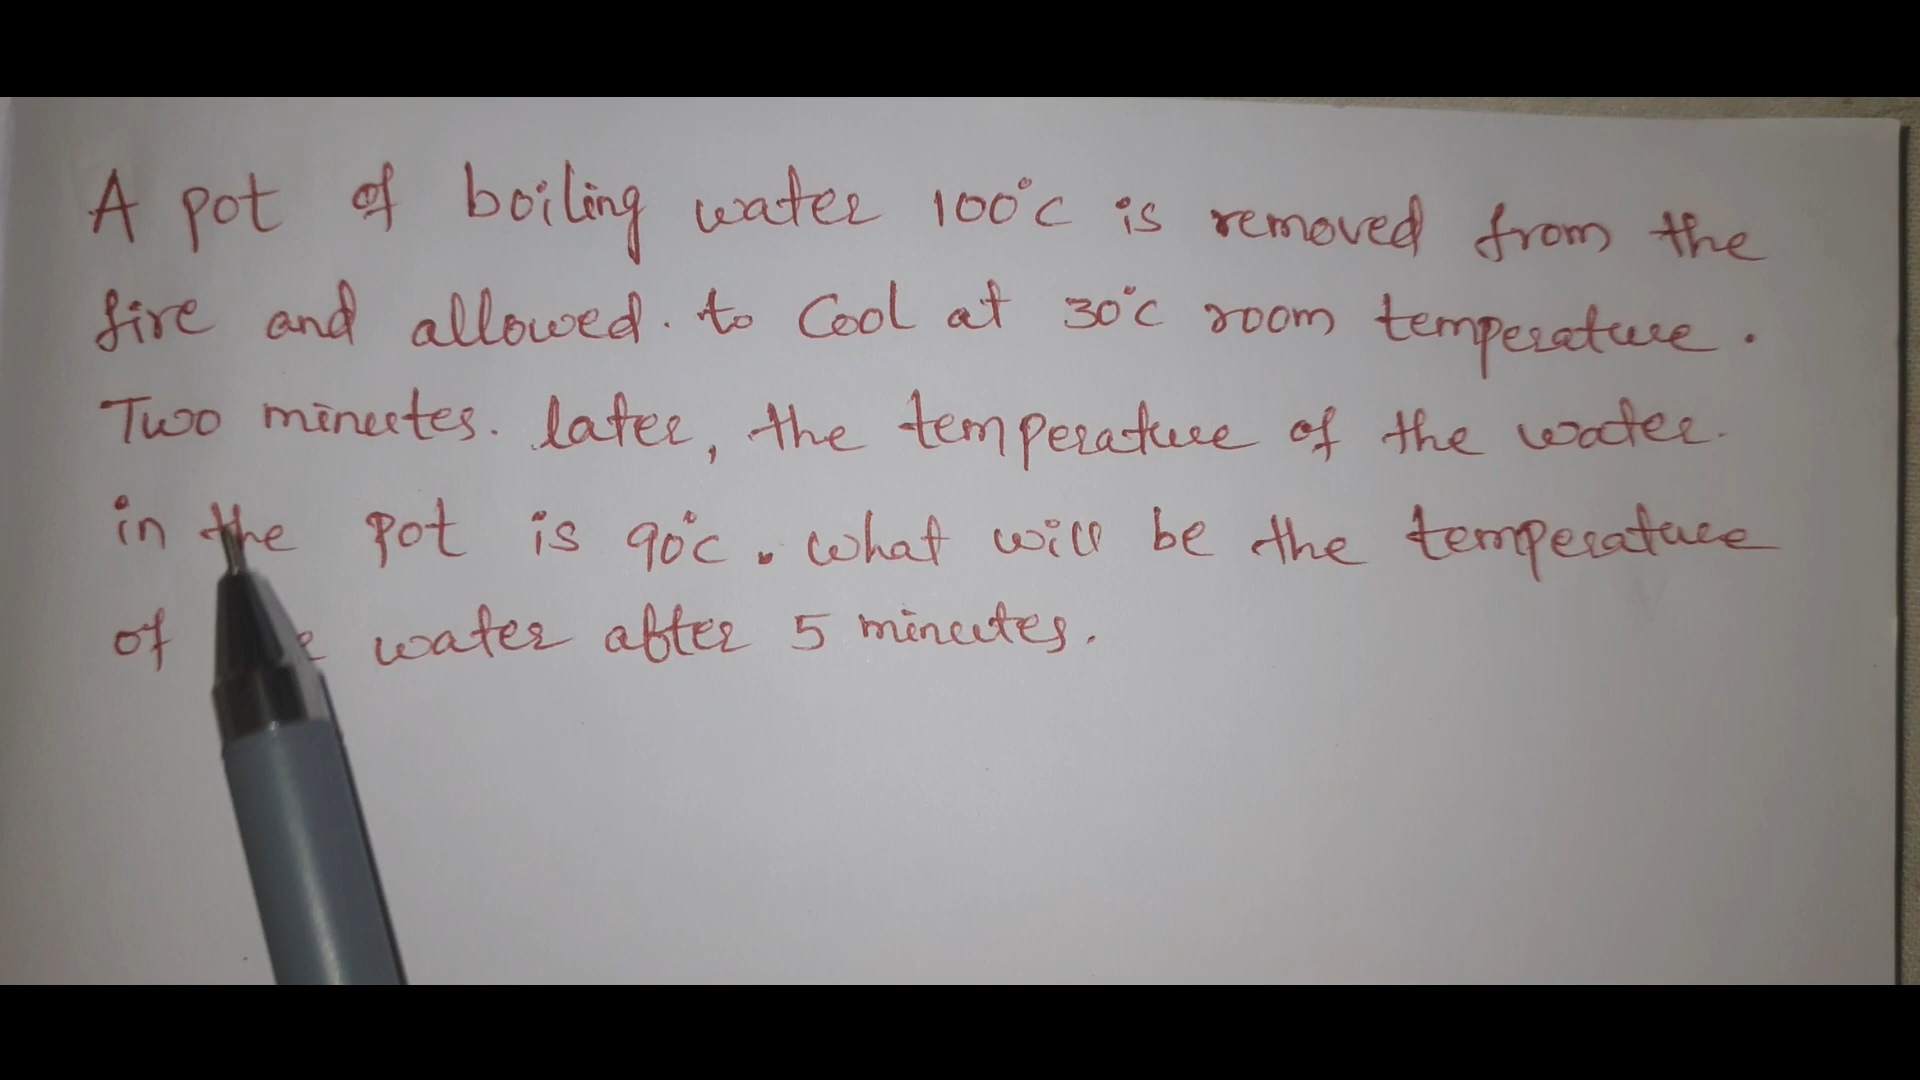 A pot of boiling water 100°C is removed from the
fire and allowed. to Cool at 30°C room temperature.
Two minutes. later, the temperature of the water.
in the pot is 90°C. What will be the temperature
of water after 5 minutes.